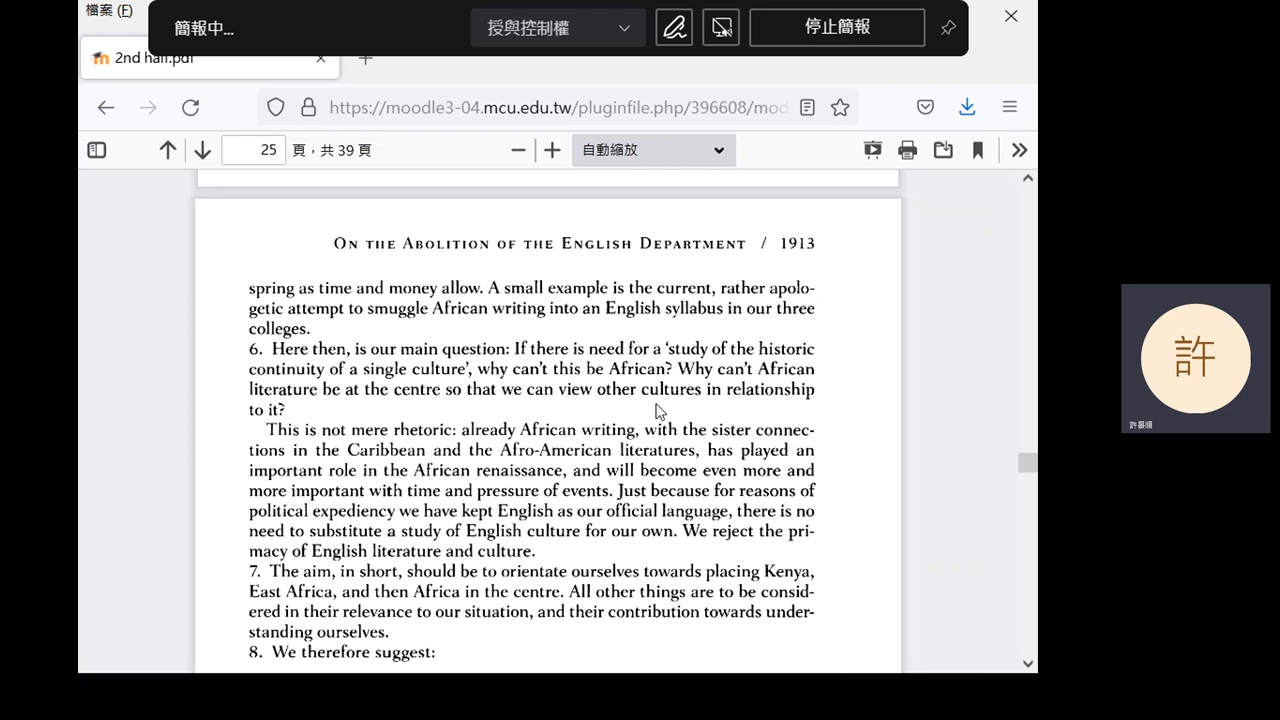 檔案 (F)
簡報中...
授與控制權
停止簡報
2nd half.pdf
https://moodle3-04.mcu.edu.tw/pluginfile.php/396608/mod
25
頁，共 39 頁
自動縮放
ON THE ABOLITION OF THE ENGLISH DEPARTMENT / 1913
spring as time and money allow. A small example is the current, rather apolo-
getic attempt to smuggle African writing into an English syllabus in our three
colleges.
6. Here then, is our main question: If there is need for a ‘study of the historic
continuity of a single culture’, why can’t this be African? Why can’t African
literature be at the centre so that we can view other cultures in relationship
to it?
This is not mere rhetoric: already African writing, with the sister connec-
tions in the Caribbean and the Afro-American literatures, has played an
important role in the African renaissance, and will become even more and
more important with time and pressure of events. Just because for reasons of
political expediency we have kept English as our official language, there is no
need to substitute a study of English culture for our own. We reject the pri-
macy of English literature and culture.
7. The aim, in short, should be to orientate ourselves towards placing Kenya,
East Africa, and then Africa in the centre. All other things are to be consid-
ered in their relevance to our situation, and their contribution towards under-
standing ourselves.
8. We therefore suggest:
許